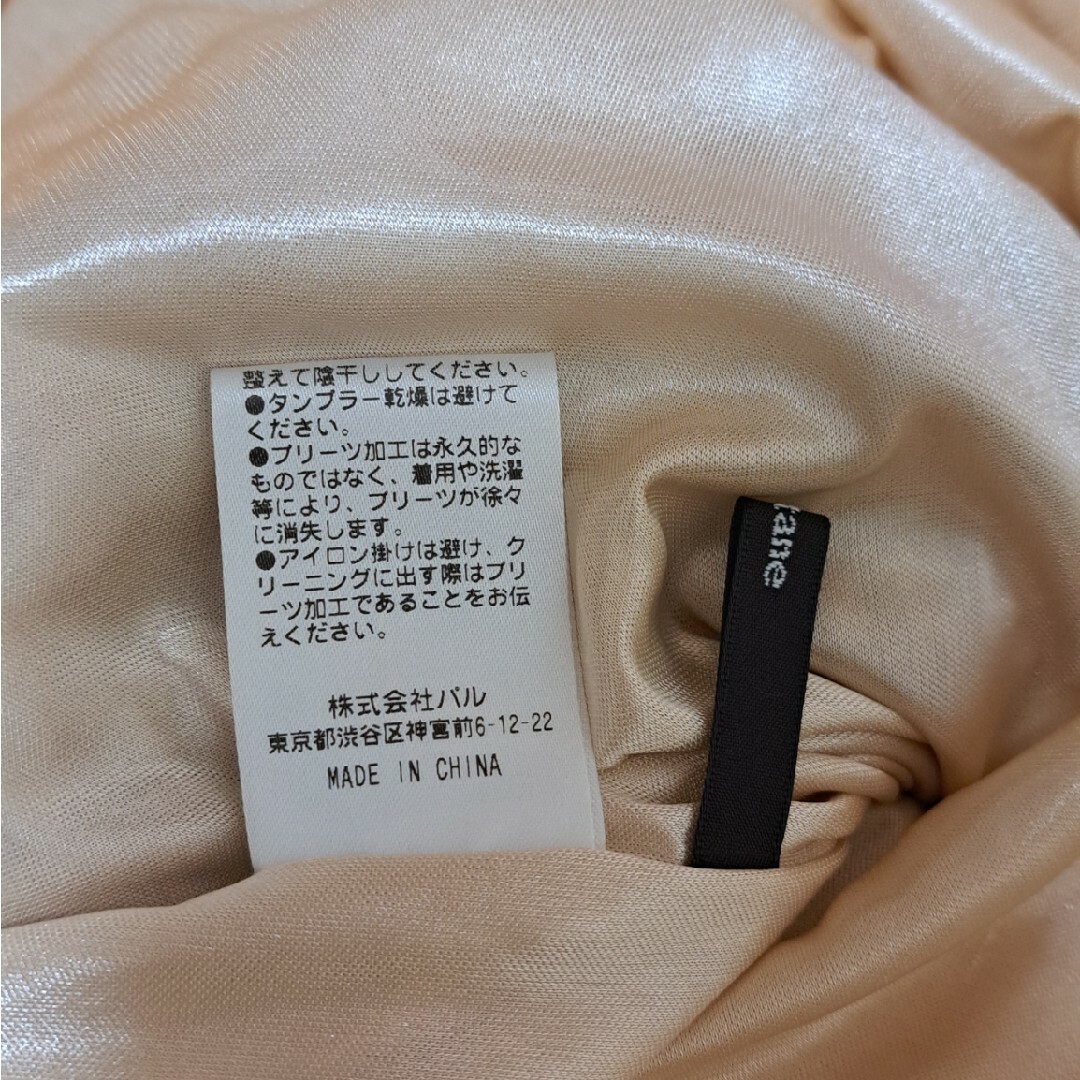 整えて陰干ししてください。
●タンブラー乾燥は避けて
ください。
●プリーツ加工は永久的な
ものではなく、着用や洗濯
等により、プリーツが徐々
に消失します。
●アイロン掛けは避け、ク
リーニングに出す際はプリ
ーツ加工であることをお伝
えください。
株式会社パル
東京都渋谷区神宮前6-12-22
MADE IN CHINA